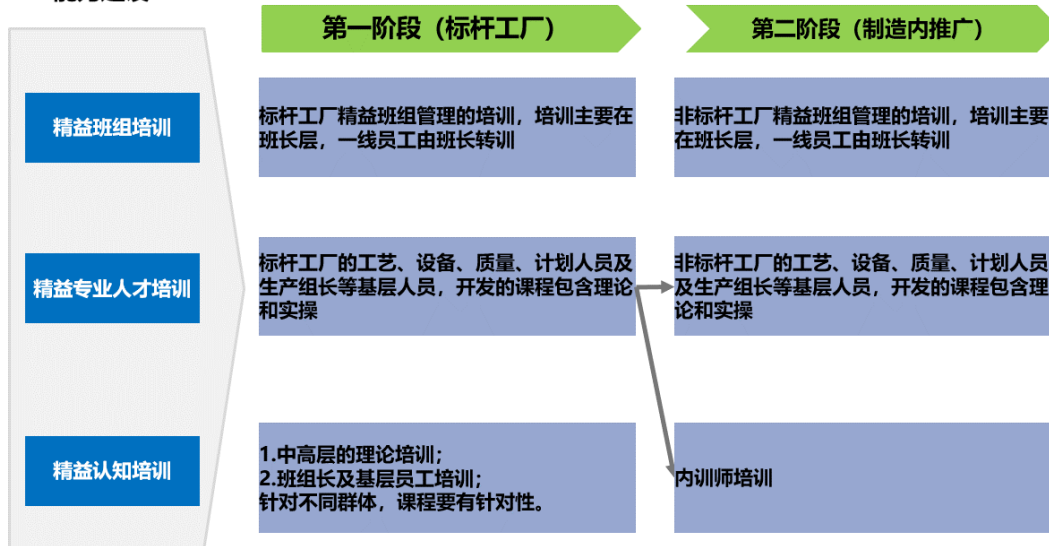 第一阶段（标杆工厂）
第二阶段（制造内推广）
精益班组培训
标杆工厂精益班组管理的培训，培训主要在
班长层，一线员工由班长转训
非标杆工厂精益班组管理的培训，培训主要
在班长层，一线员工由班长转训
精益专业人才培训
标杆工厂的工艺、设备、质量、计划人员及
生产组长等基层人员，开发的课程包含理论
和实操
非标杆工厂的工艺、设备、质量、计划人员
及生产组长等基层人员，开发的课程包含理
论和实操
精益认知培训
1.中高层的理论培训；
2.班组长及基层员工培训；
针对不同群体，课程要有针对性。
内训师培训